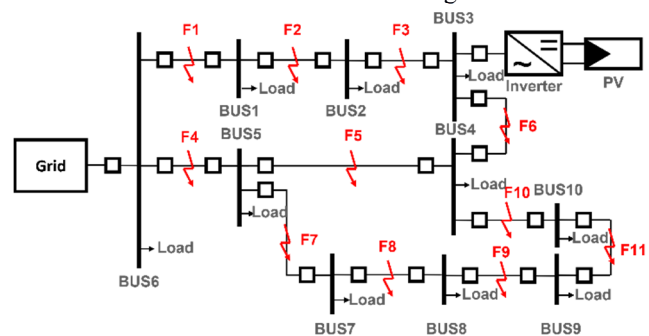 BUS3
F1
F2
F3
Load
Load
Load
BUS1
BUS2
Inverter
PV
BUS5
BUS4
F6
F4
F5
Grid
Load
Load
F10
BUS10
Load
F7
F8
F9
Load
F11
BUS6
Load
Load
Load
Load
BUS7
BUS8
BUS9